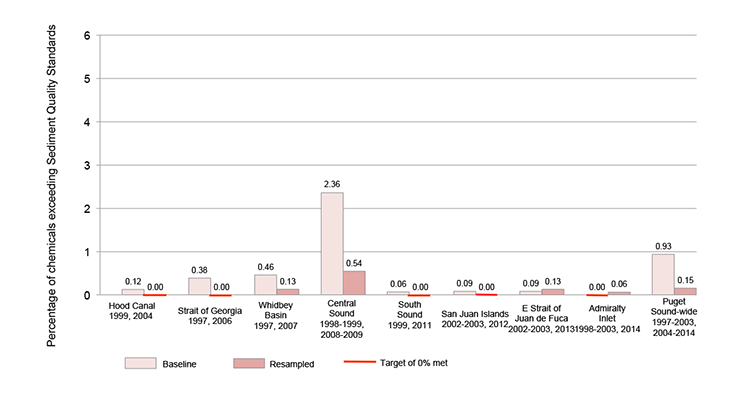 Percentage of chemicals exceeding Sediment Quality Standards
6
5
4
3
2
1
0
0.12 0.00
0.38 0.00
0.46 0.13
2.36 0.54
0.06 0.00
0.09 0.00
0.09 0.13
0.00 0.06
0.93 0.15
Hood Canal
1999, 2004
Strait of Georgia
1997, 2006
Whidbey
Basin
1997, 2007
Central
Sound
1998-1999,
2008-2009
South
Sound
1999, 2011
San Juan Islands
2002-2003, 2012
E Strait of
Juan de Fuca
2002-2003, 2013
Admiralty
Inlet
1998-2003, 2014
Puget
Sound-wide
1997-2003,
2004-2014
Baseline Resampled Target of 0% met